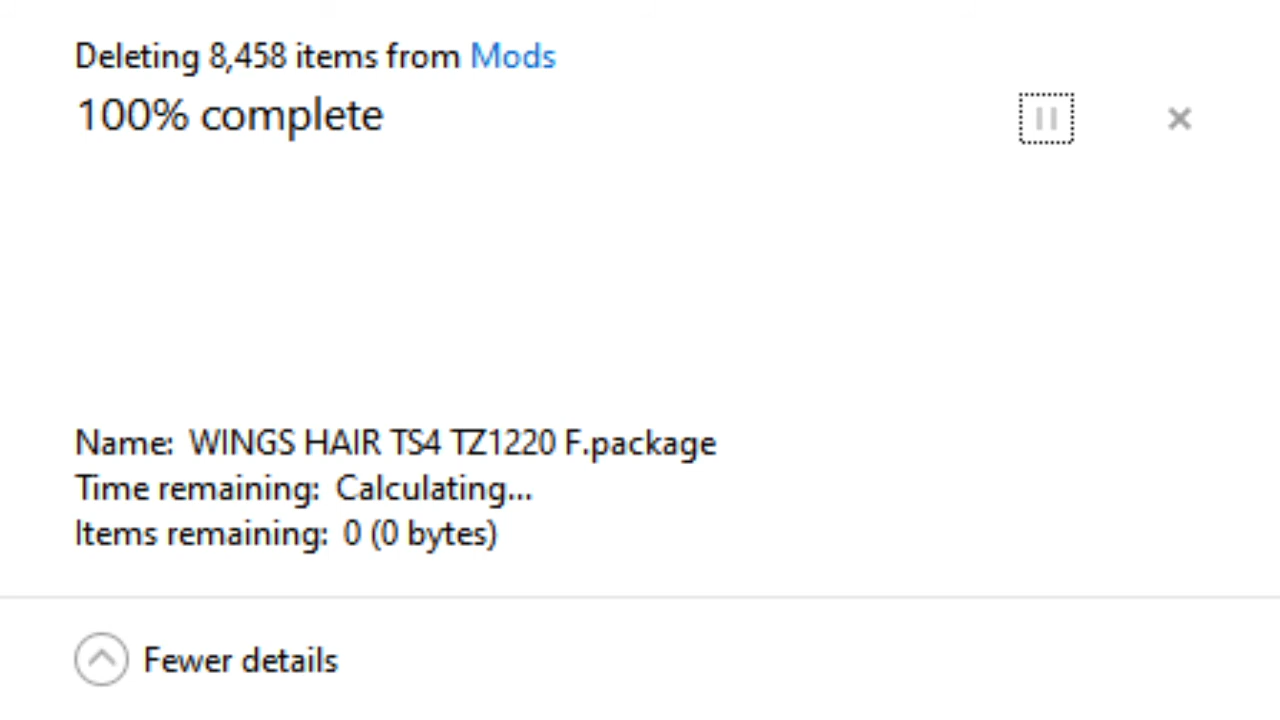 Deleting 8,458 items from Mods
100% complete
Name: WINGS HAIR TS4 TZ1220 F.package
Time remaining: Calculating...
Items remaining: 0 (0 bytes)
Fewer details